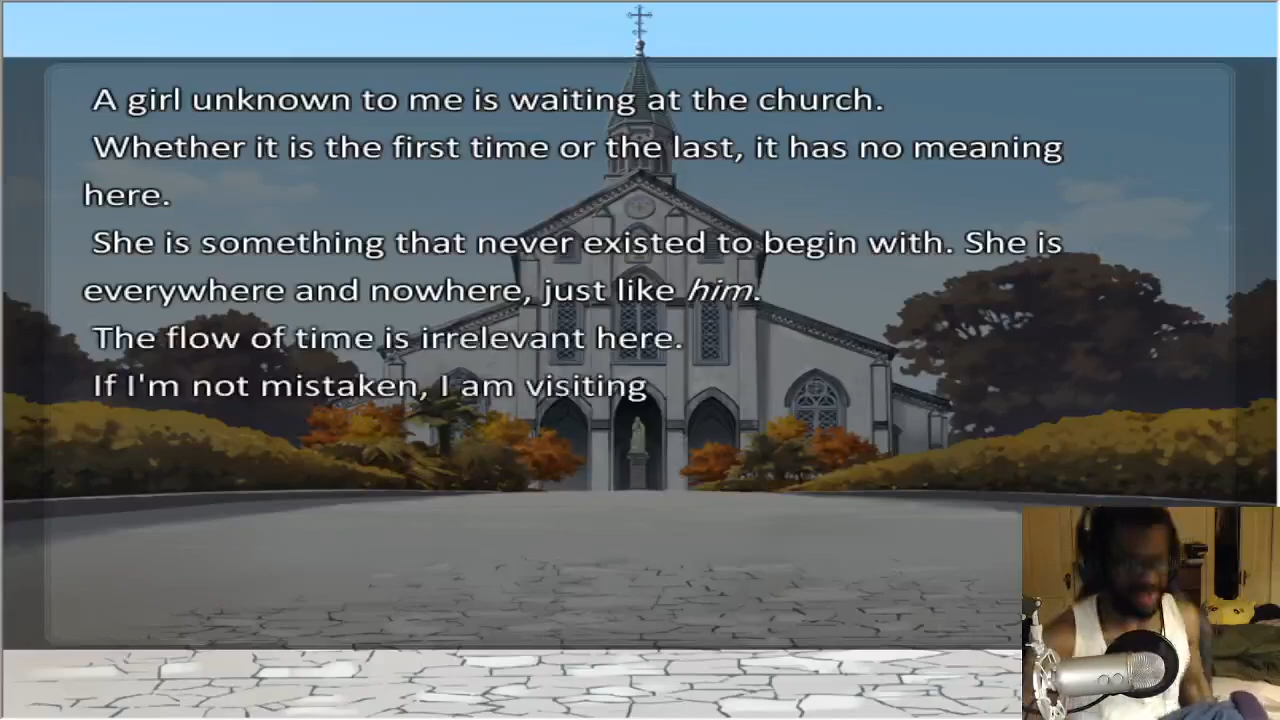 A girl unknown to me is waiting at the church.
Whether it is the first time or the last, it has no meaning
here.
She is something that never existed to begin with. She is
everywhere and nowhere, just like him.
The flow of time is irrelevant here.
If I'm not mistaken, I am visiting